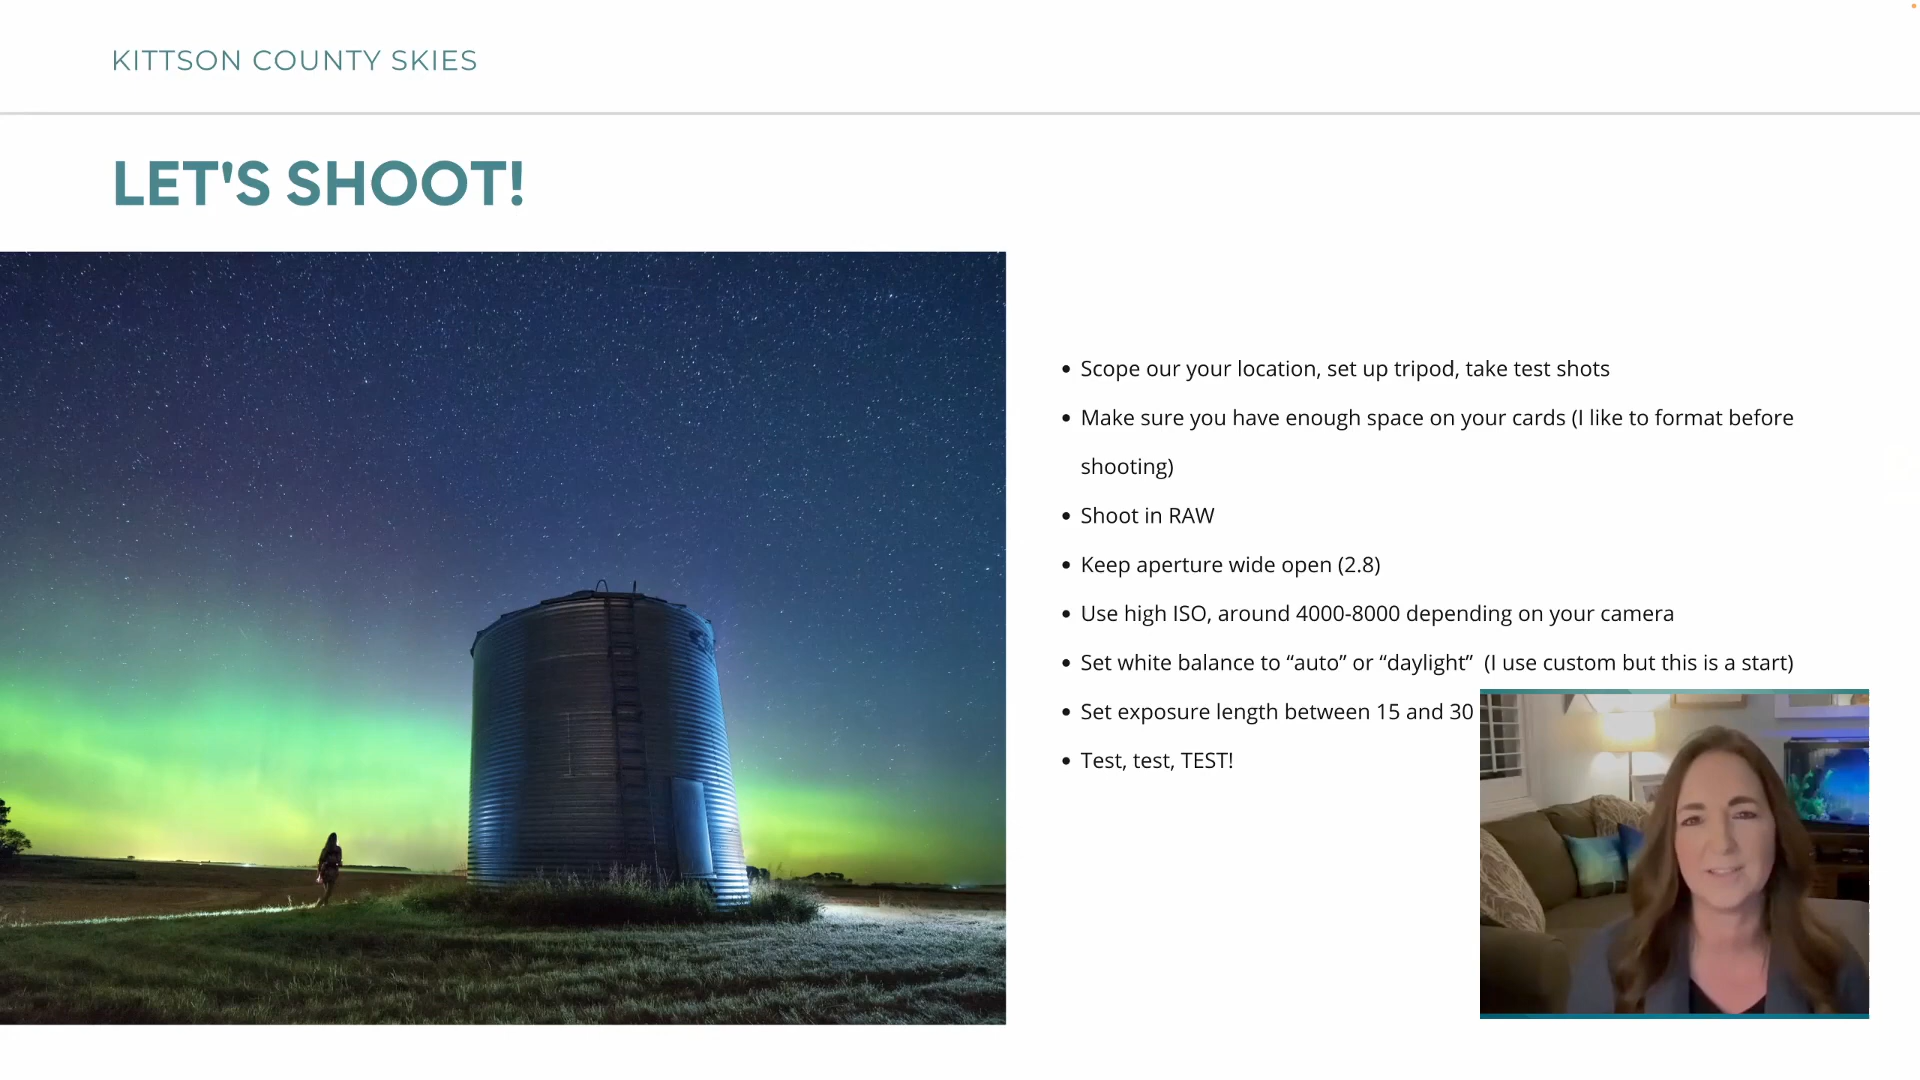 KITTSON COUNTY SKIES
LET'S SHOOT!
• Scope our your location, set up tripod, take test shots
• Make sure you have enough space on your cards (I like to format before
shooting)
• Shoot in RAW
• Keep aperture wide open (2.8)
• Use high ISO, around 4000-8000 depending on your camera
• Set white balance to “auto” or “daylight”  (I use custom but this is a start)
• Set exposure length between 15 and 30
• Test, test, TEST!